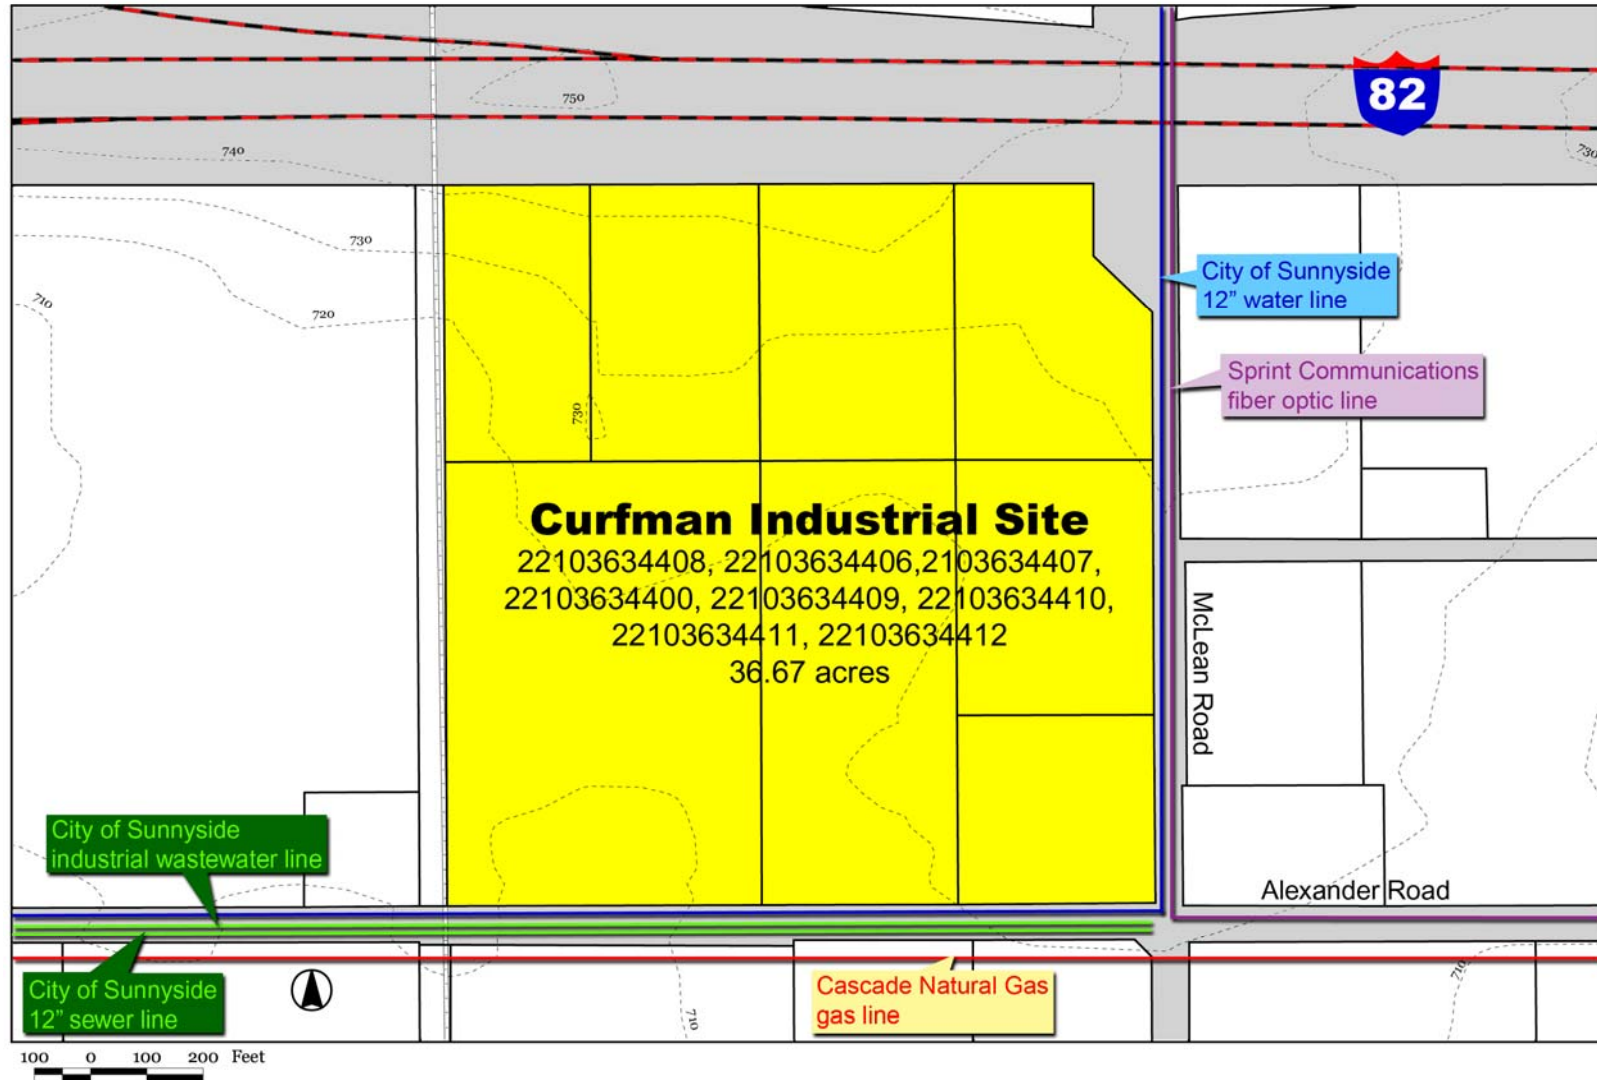 750
82
740
730
730
City of Sunnyside
12” water line
710
720
Sprint Communications
fiber optic line
730
Curfman Industrial Site
22103634408, 22103634406,2103634407,
22103634400, 22103634409, 22103634410,
22103634411, 22103634412
36.67 acres
McLean Road
City of Sunnyside
industrial wastewater line
Alexander Road
City of Sunnyside
12” sewer line
Cascade Natural Gas
gas line
710
710
100 0 100 200 Feet